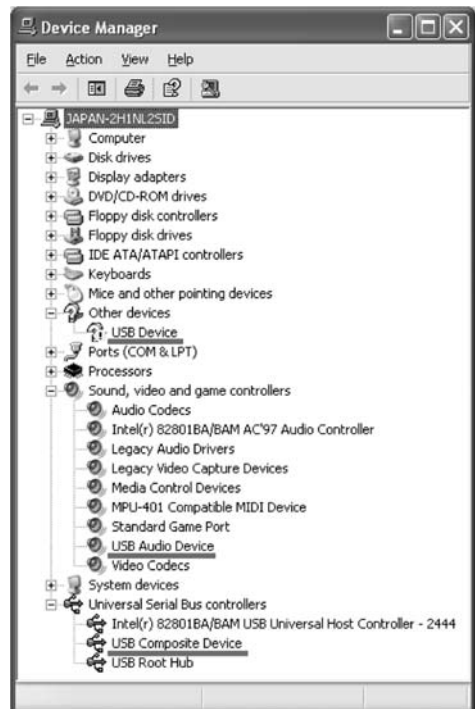 Device Manager
File Action View Help
JAPAN-2H1NL2SID
Computer
Disk drives
Display adapters
DVD/CD-ROM drives
Floppy disk controllers
Floppy disk drives
IDE ATA/ATAPI controllers
Keyboards
Mice and other pointing devices
Other devices
USB Device
Ports (COM & LPT)
Processors
Sound, video and game controllers
Audio Codecs
Intel(r) 82801BA/BAM AC'97 Audio Controller
Legacy Audio Drivers
Legacy Video Capture Devices
Media Control Devices
MPU-401 Compatible MIDI Device
Standard Game Port
USB Audio Device
Video Codecs
System devices
Universal Serial Bus controllers
Intel(r) 82801BA/BAM USB Universal Host Controller - 2444
USB Composite Device
USB Root Hub